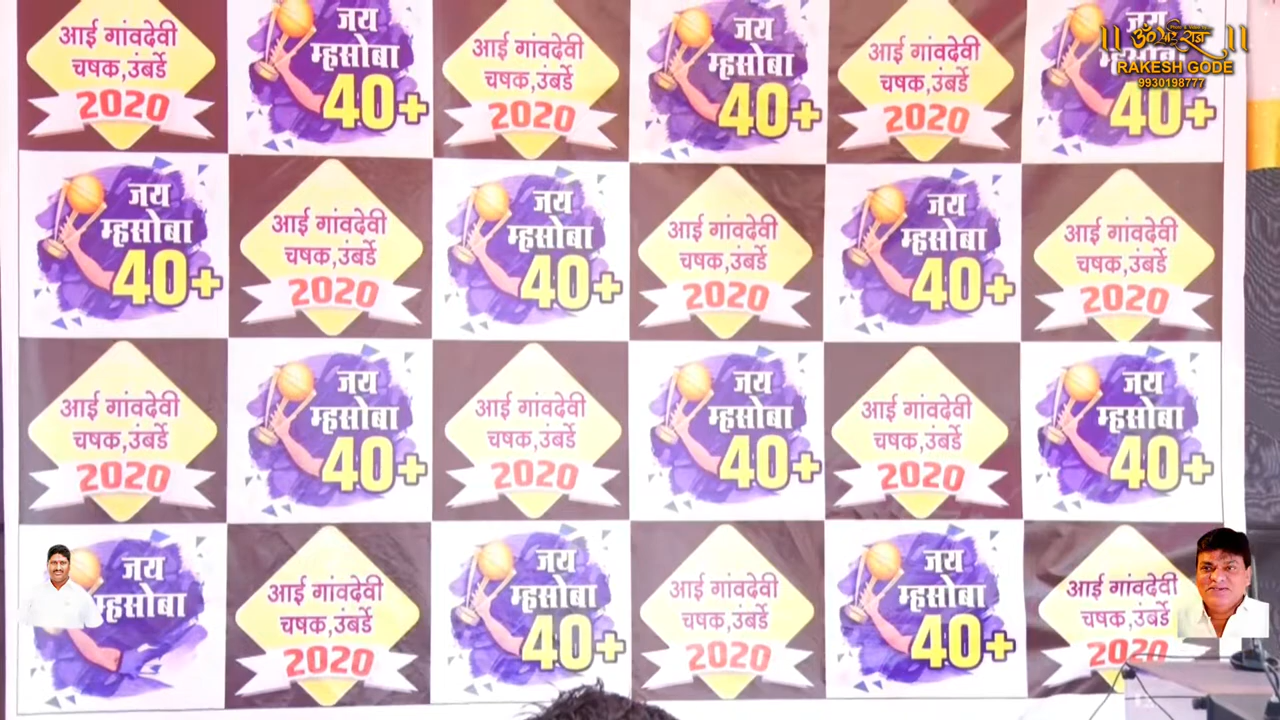 आई गांवदेवी
चषक,उंबर्डे
2020
जय
म्हसोबा
40+
आई गांवदेवी
चषक,उंबर्डे
2020
जय
म्हसोबा
40+
आई गांवदेवी
चषक,उंबर्डे
2020
जय
40+
RAKESH GODE
9930198777
जय
म्हसोबा
40+
आई गांवदेवी
चषक,उंबर्डे
2020
जय
म्हसोबा
40+
आई गांवदेवी
चषक,उंबर्डे
2020
जय
म्हसोबा
40+
आई गांवदेवी
चषक,उंबर्डे
2020
आई गांवदेवी
चषक,उंबर्डे
2020
जय
म्हसोबा
40+
आई गांवदेवी
चषक,उंबर्डे
2020
जय
म्हसोबा
40+
आई गांवदेवी
चषक,उंबर्डे
2020
जय
म्हसोबा
40+
जय
म्हसोबा
आई गांवदेवी
चषक,उंबर्डे
2020
जय
म्हसोबा
40+
आई गांवदेवी
चषक,उंबर्डे
2020
जय
म्हसोबा
40+
आई गांवदेवी
चषक,उंबर्डे
2020